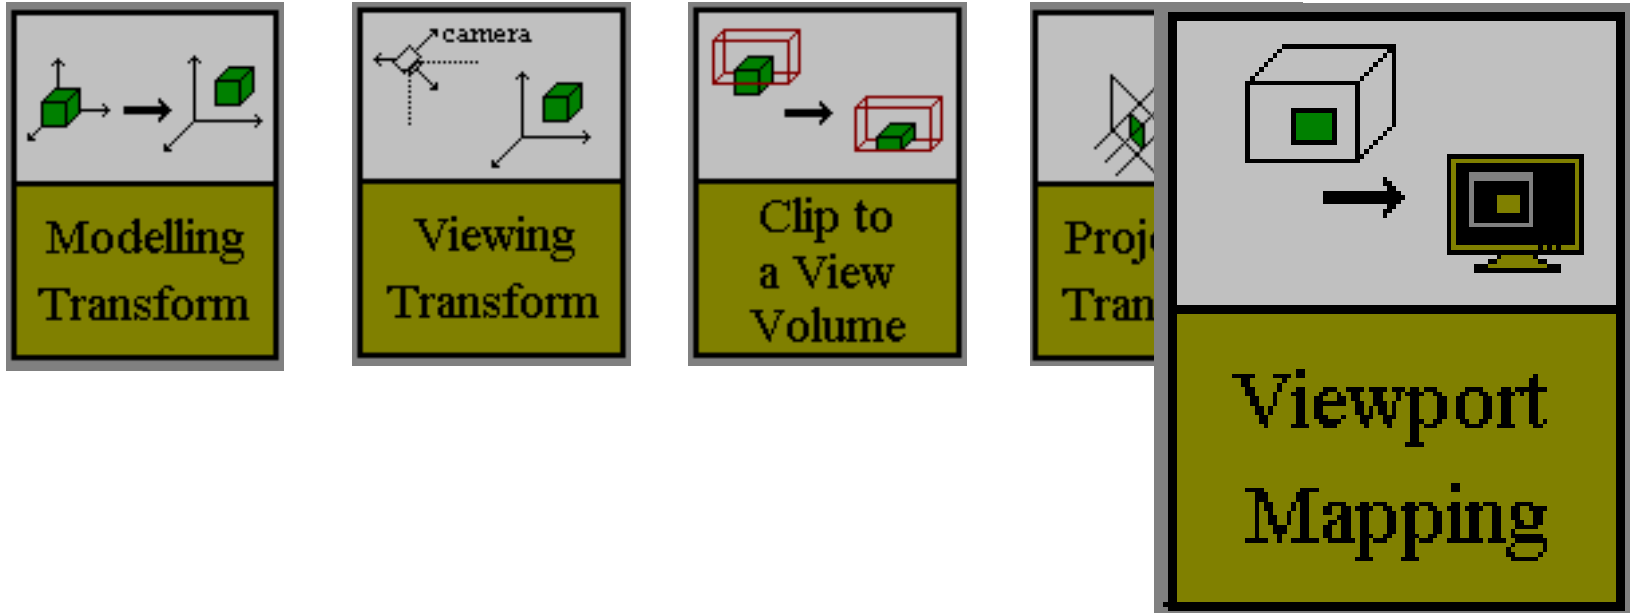 Modelling
Transform
camera
Viewing
Transform
Clip to
a View
Volume
Viewport
Mapping